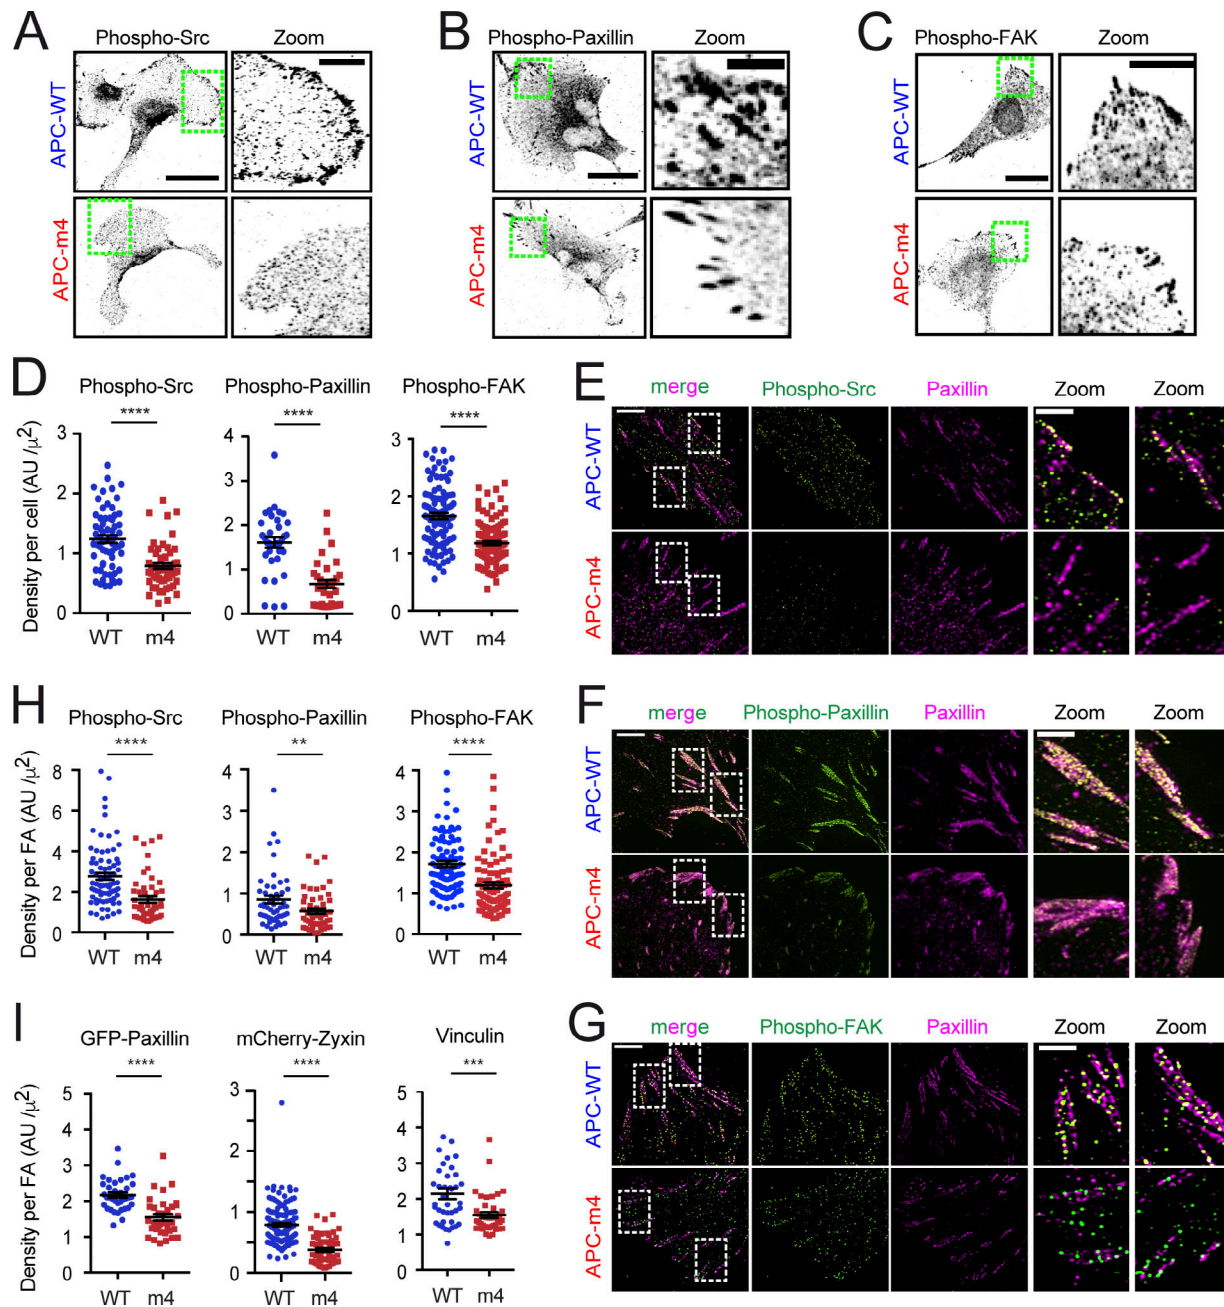 A
Phospho-Src
Zoom
APC-WT
APC-m4
B
Phospho-Paxillin
Zoom
APC-WT
APC-m4
C
Phospho-FAK
Zoom
APC-WT
APC-m4
D
Phospho-Src
Phospho-Paxillin
Phospho-FAK
****
****
****
Density per cell (AU /μ²)
3
2
1
0
WT
m4
4
3
2
1
0
WT
m4
3
2
1
0
WT
m4
E
merge
Phospho-Src
Paxillin
Zoom
Zoom
APC-WT
APC-m4
H
Phospho-Src
Phospho-Paxillin
Phospho-FAK
****
**
****
Density per FA (AU /μ²)
8
6
4
2
0
WT
m4
4
3
2
1
0
WT
m4
4
3
2
1
0
WT
m4
F
merge
Phospho-Paxillin
Paxillin
Zoom
Zoom
APC-WT
APC-m4
I
GFP-Paxillin
mCherry-Zyxin
Vinculin
****
****
***
Density per FA (AU /μ²)
5
4
3
2
1
0
WT
m4
3
2
1
0
WT
m4
5
4
3
2
1
0
WT
m4
G
merge
Phospho-FAK
Paxillin
Zoom
Zoom
APC-WT
APC-m4